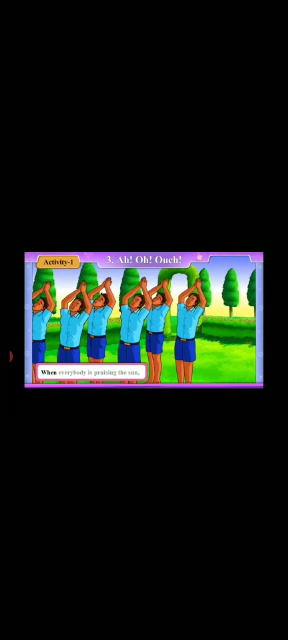 3. Ah! Oh! Ouch!
Activity-1
When everybody is praising the sun,